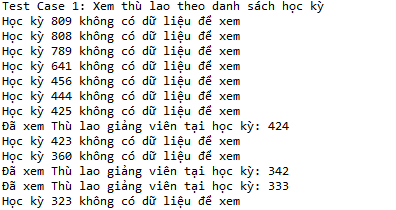 Test Case 1: Xem thù lao theo danh sách học kỳ
Học kỳ 809 không có dữ liệu để xem
Học kỳ 808 không có dữ liệu để xem
Học kỳ 789 không có dữ liệu để xem
Học kỳ 641 không có dữ liệu để xem
Học kỳ 456 không có dữ liệu để xem
Học kỳ 444 không có dữ liệu để xem
Học kỳ 425 không có dữ liệu để xem
Đã xem Thù lao giảng viên tại học kỳ: 424
Học kỳ 423 không có dữ liệu để xem
Học kỳ 360 không có dữ liệu để xem
Đã xem Thù lao giảng viên tại học kỳ: 342
Đã xem Thù lao giảng viên tại học kỳ: 333
Học kỳ 323 không có dữ liệu để xem